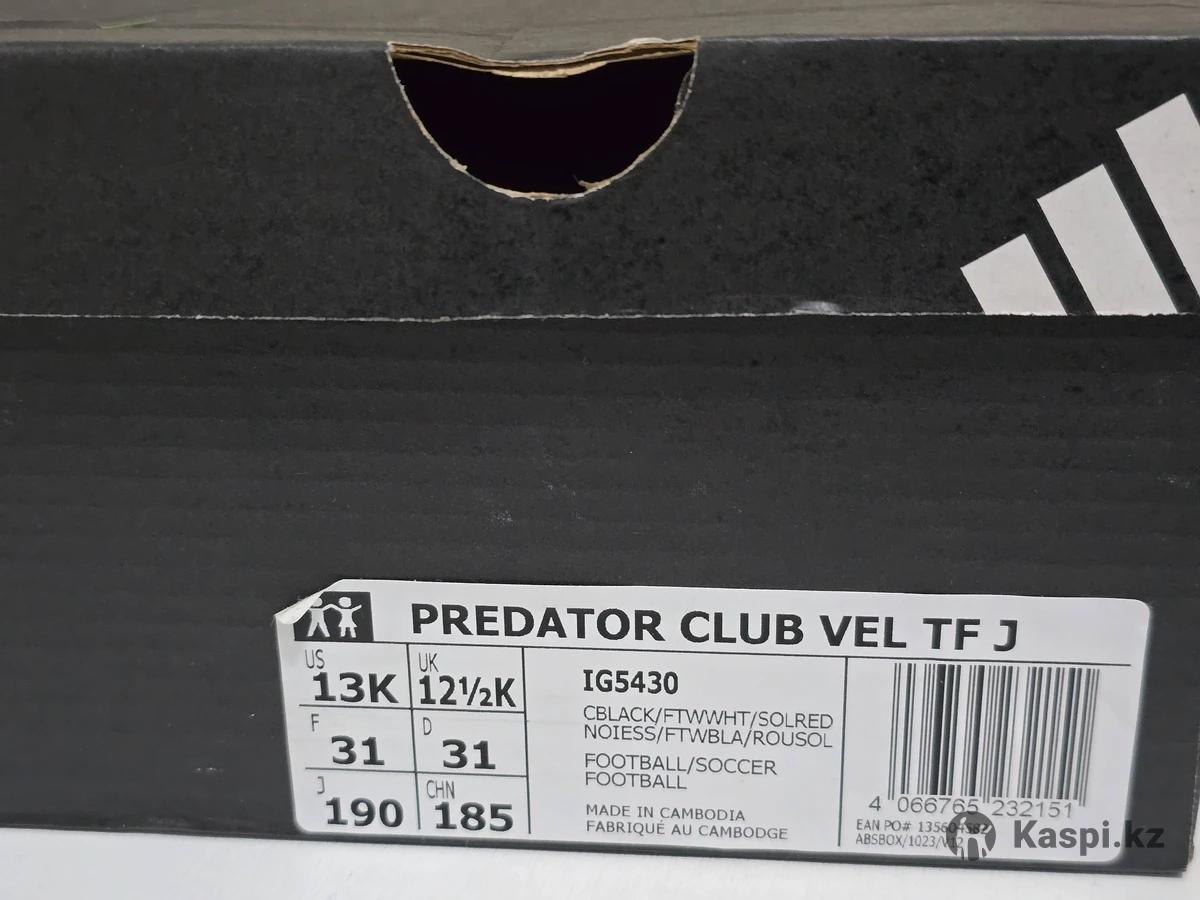 PREDATOR CLUB VEL TF J
US
13K
UK
12½K
F
31
D
31
J
190
CHN
185
IG5430
CBLACK/FTWWHT/SOLRED
NOIESS/FTWBLA/ROUSOL
FOOTBALL/SOCCER
FOOTBALL
MADE IN CAMBODIA
FABRIQUÉ AU CAMBODGE
4 066765 232151
EAN PO#
ABSBOX/1023/
Kaspi.kz